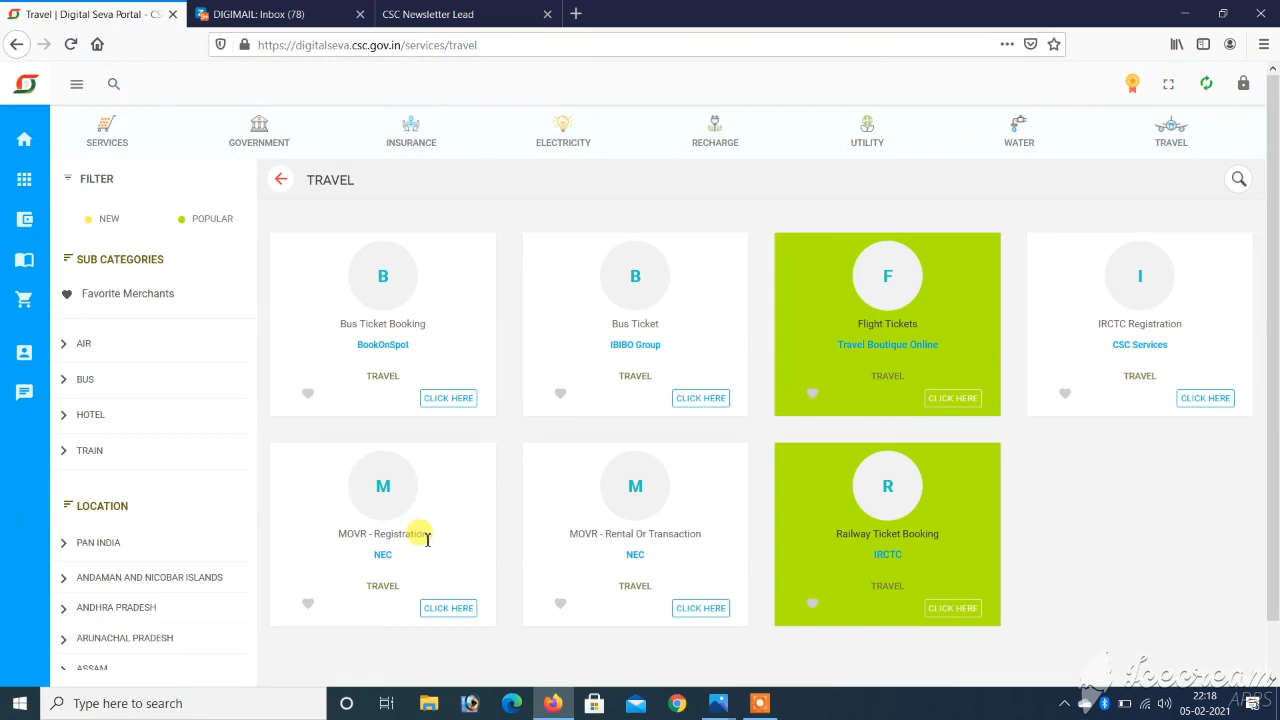 Travel | Digital Seva Portal - CS
DIGIMAIL: Inbox (78)
CSC Newsletter Lead
https://digitalseva.csc.gov.in/services/travel
SERVICES
GOVERNMENT
INSURANCE
ELECTRICITY
RECHARGE
UTILITY
WATER
TRAVEL
FILTER
NEW
POPULAR
SUB CATEGORIES
Favorite Merchants
AIR
BUS
HOTEL
TRAIN
LOCATION
PAN INDIA
ANDAMAN AND NICOBAR ISLANDS
ANDHRA PRADESH
ARUNACHAL PRADESH
ASSAM
TRAVEL
B
Bus Ticket Booking
BookOnSpot
TRAVEL
CLICK HERE
B
Bus Ticket
IBIBO Group
TRAVEL
CLICK HERE
F
Flight Tickets
Travel Boutique Online
TRAVEL
CLICK HERE
I
IRCTC Registration
CSC Services
TRAVEL
CLICK HERE
M
MOVR - Registration
NEC
TRAVEL
CLICK HERE
M
MOVR - Rental Or Transaction
NEC
TRAVEL
CLICK HERE
R
Railway Ticket Booking
IRCTC
TRAVEL
CLICK HERE
Icecream
APPS
Type here to search
22:18
05-02-2021